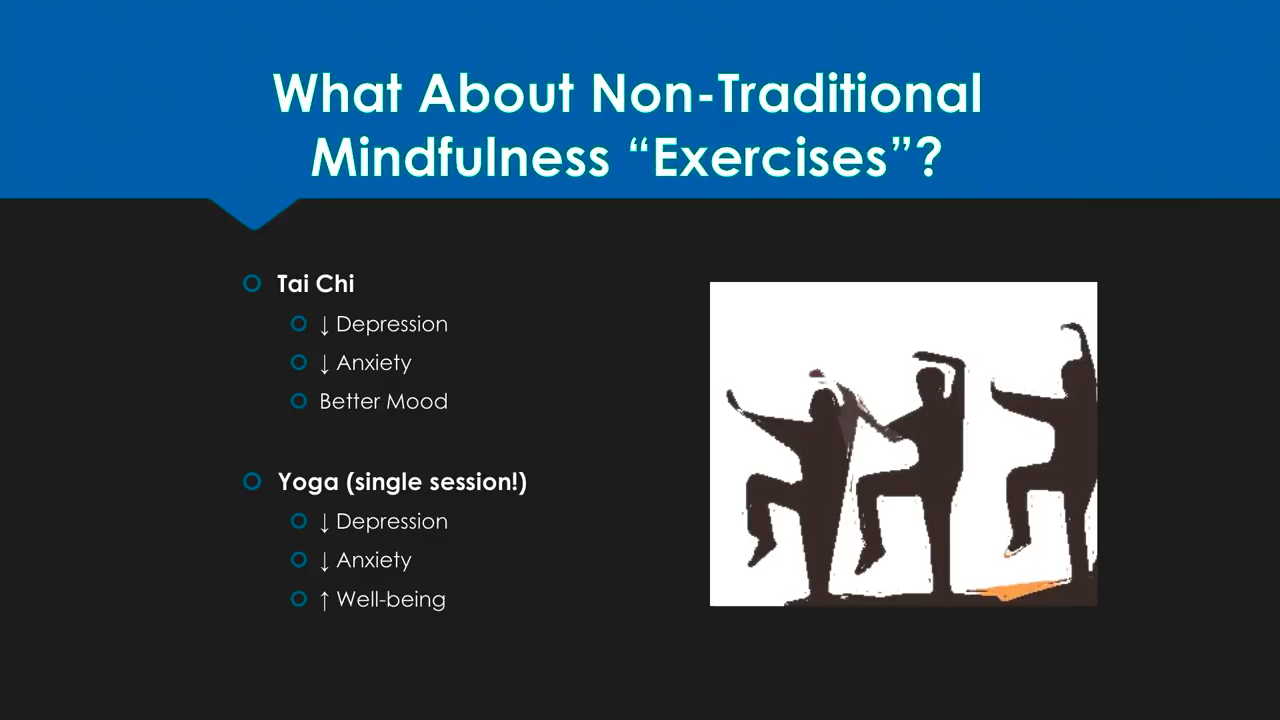 What About Non-Traditional
Mindfulness “Exercises”?
Tai Chi
↓ Depression
↓ Anxiety
Better Mood
Yoga (single session!)
↓ Depression
↓ Anxiety
↑ Well-being